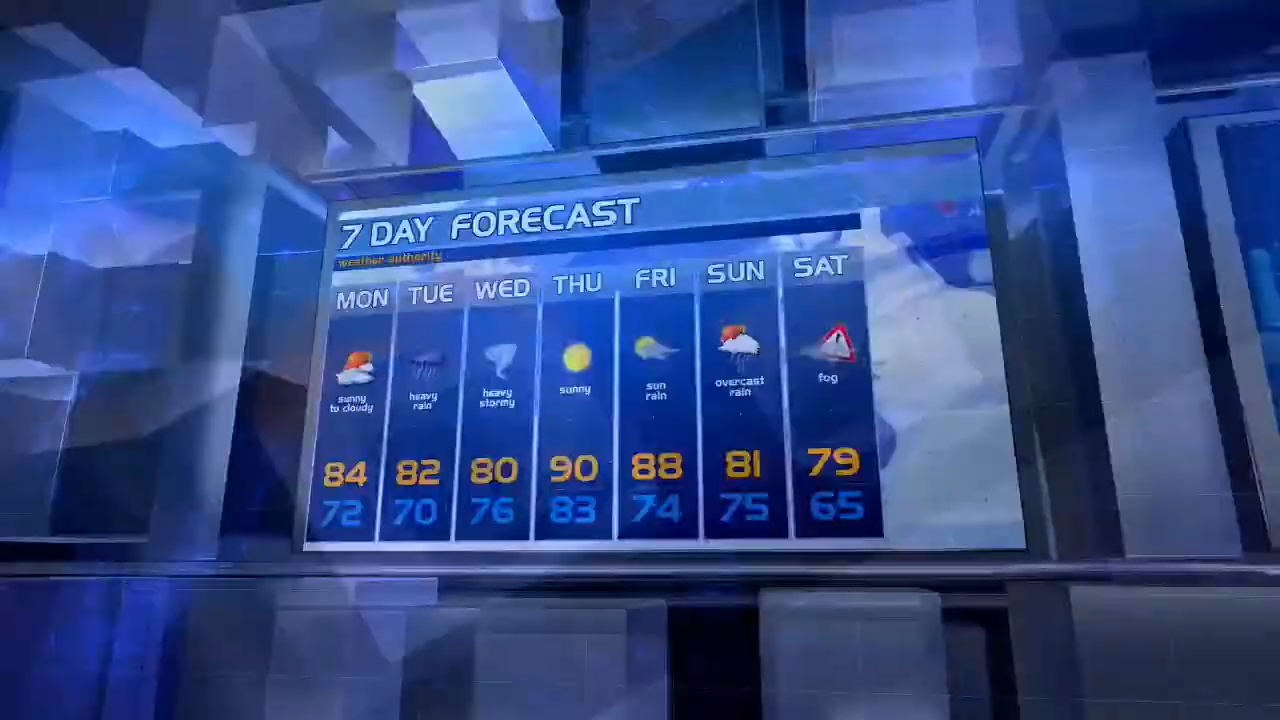 7 DAY FORECAST
weather authority
MON TUE WED THU FRI SUN SAT
sunny to cloudy
heavy rain
heavy stormy
sunny
sun rain
overcast rain
fog
84 82 80 90 88 81 79
72 70 76 83 74 75 65